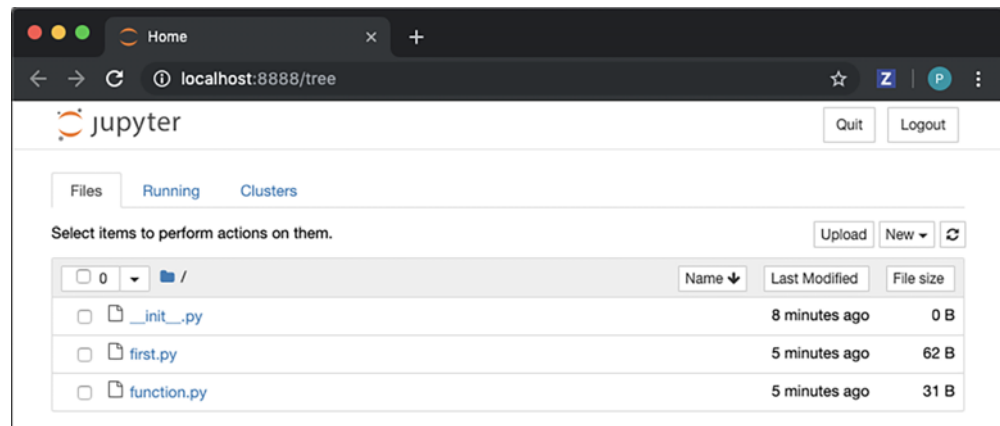 Home × +
localhost:8888/tree Z P
jupyter Quit Logout
Files Running Clusters
Select items to perform actions on them. Upload New
0 / Name Last Modified File size
__init__.py 8 minutes ago 0 B
first.py 5 minutes ago 62 B
function.py 5 minutes ago 31 B